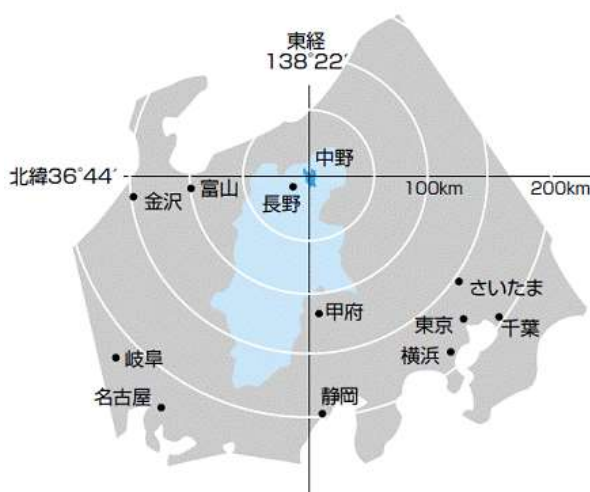 東経
138°22′
中野
北緯36°44′
富山
100km
200km
金沢
長野
さいたま
甲府
東京
千葉
横浜
岐阜
名古屋
静岡